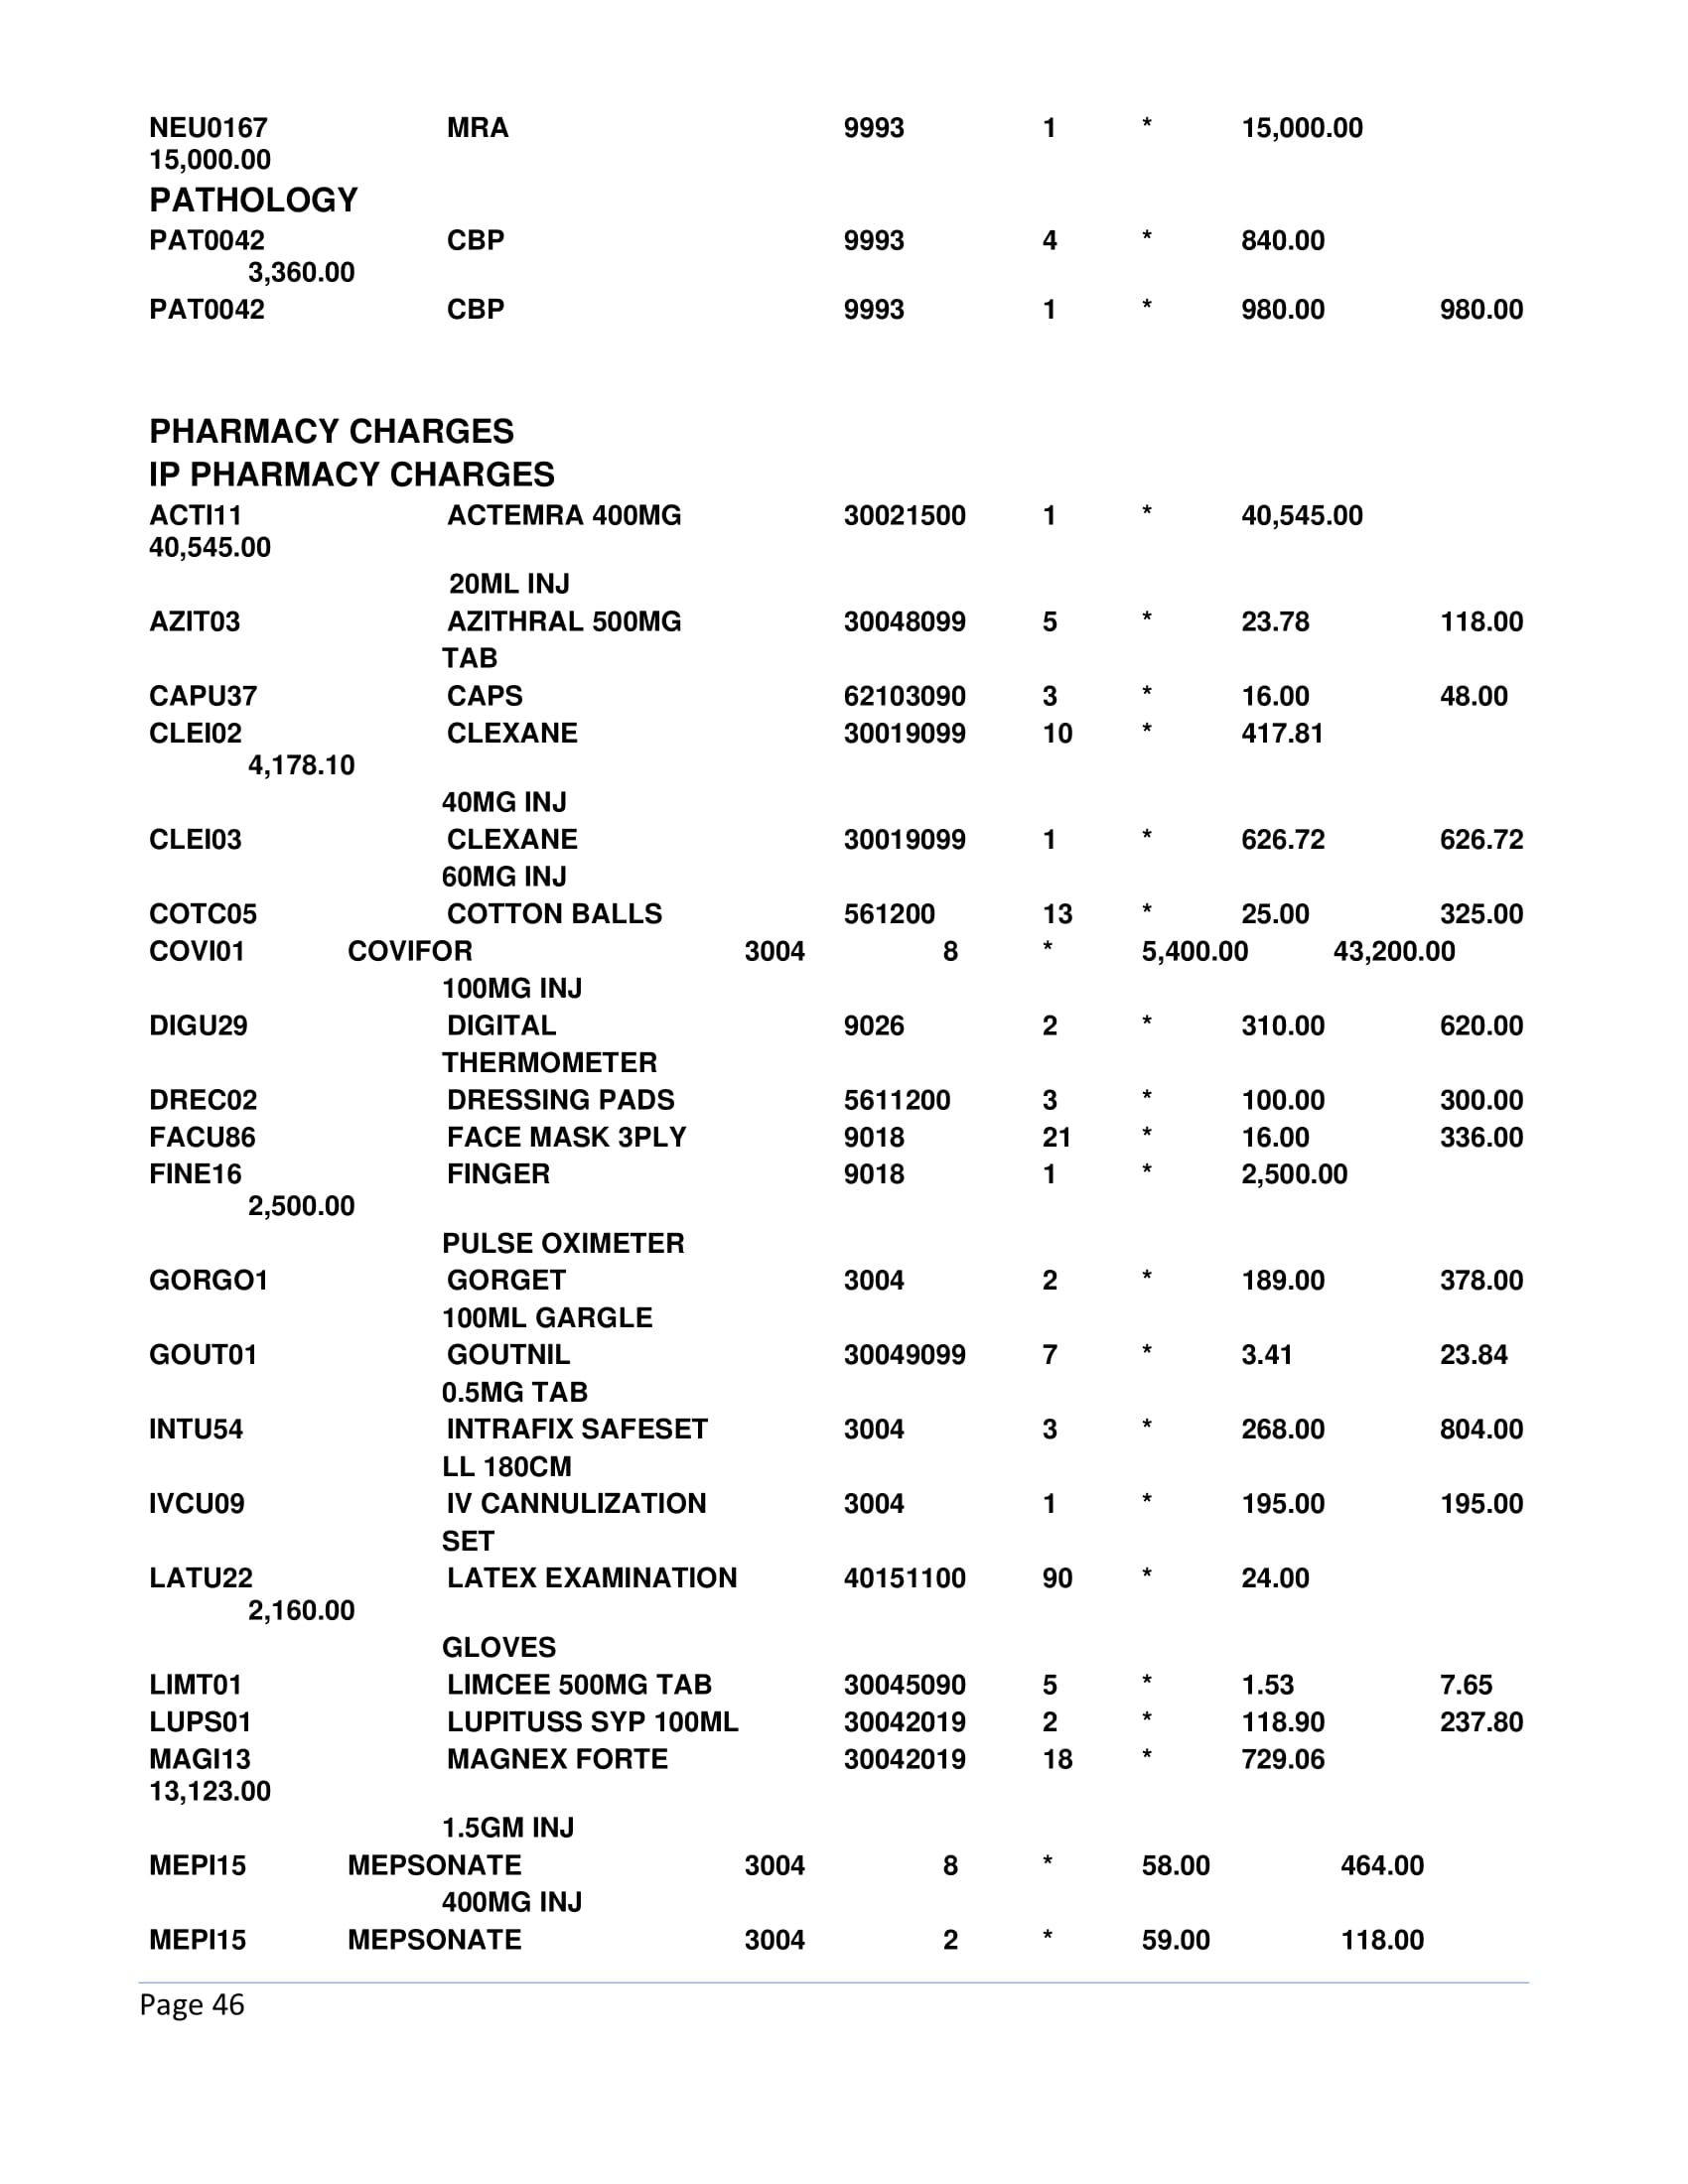 NEU0167 MRA 9993 1 * 15,000.00
15,000.00
PATHOLOGY
PAT0042 CBP 9993 4 * 840.00
3,360.00
PAT0042 CBP 9993 1 * 980.00 980.00
PHARMACY CHARGES
IP PHARMACY CHARGES
ACTI11 ACTEMRA 400MG 30021500 1 * 40,545.00
40,545.00
20ML INJ
AZIT03 AZITHRAL 500MG 30048099 5 * 23.78 118.00
TAB
CAPU37 CAPS 62103090 3 * 16.00 48.00
CLEI02 CLEXANE 30019099 10 * 417.81
4,178.10
40MG INJ
CLEI03 CLEXANE 30019099 1 * 626.72 626.72
60MG INJ
COTC05 COTTON BALLS 561200 13 * 25.00 325.00
COVI01 COVIFOR 3004 8 * 5,400.00 43,200.00
100MG INJ
DIGU29 DIGITAL 9026 2 * 310.00 620.00
THERMOMETER
DREC02 DRESSING PADS 5611200 3 * 100.00 300.00
FACU86 FACE MASK 3PLY 9018 21 * 16.00 336.00
FINE16 FINGER 9018 1 * 2,500.00
2,500.00
PULSE OXIMETER
GORGO1 GORGET 3004 2 * 189.00 378.00
100ML GARGLE
GOUT01 GOUTNIL 30049099 7 * 3.41 23.84
0.5MG TAB
INTU54 INTRAFIX SAFESET 3004 3 * 268.00 804.00
LL 180CM
IVCU09 IV CANNULIZATION 3004 1 * 195.00 195.00
SET
LATU22 LATEX EXAMINATION 40151100 90 * 24.00
2,160.00
GLOVES
LIMT01 LIMCEE 500MG TAB 30045090 5 * 1.53 7.65
LUPS01 LUPITUSS SYP 100ML 30042019 2 * 118.90 237.80
MAGI13 MAGNEX FORTE 30042019 18 * 729.06
13,123.00
1.5GM INJ
MEPI15 MEPSONATE 3004 8 * 58.00 464.00
400MG INJ
MEPI15 MEPSONATE 3004 2 * 59.00 118.00
Page 46